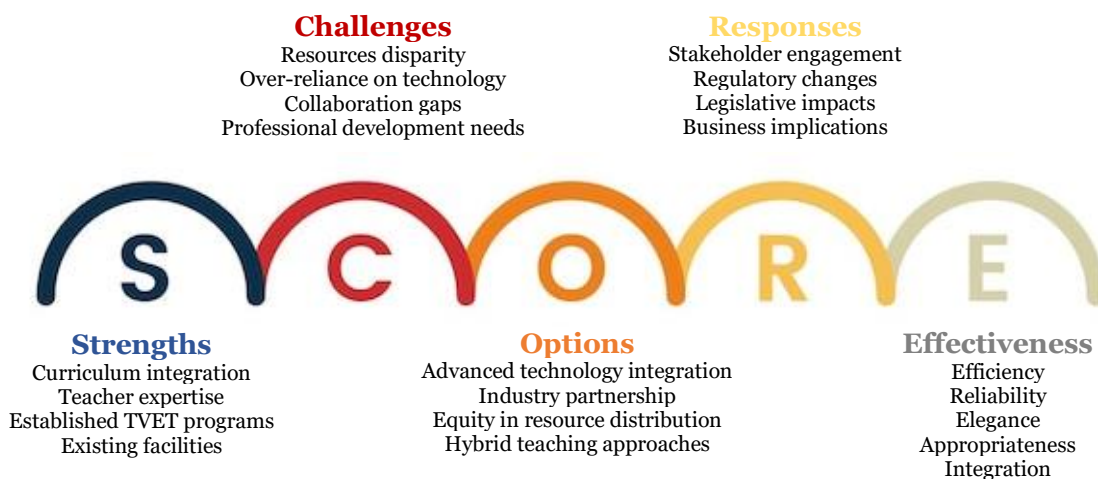 Challenges
Resources disparity
Over-reliance on technology
Collaboration gaps
Professional development needs
Responses
Stakeholder engagement
Regulatory changes
Legislative impacts
Business implications
S C O R E
Strengths
Curriculum integration
Teacher expertise
Established TVET programs
Existing facilities
Options
Advanced technology integration
Industry partnership
Equity in resource distribution
Hybrid teaching approaches
Effectiveness
Efficiency
Reliability
Elegance
Appropriateness
Integration